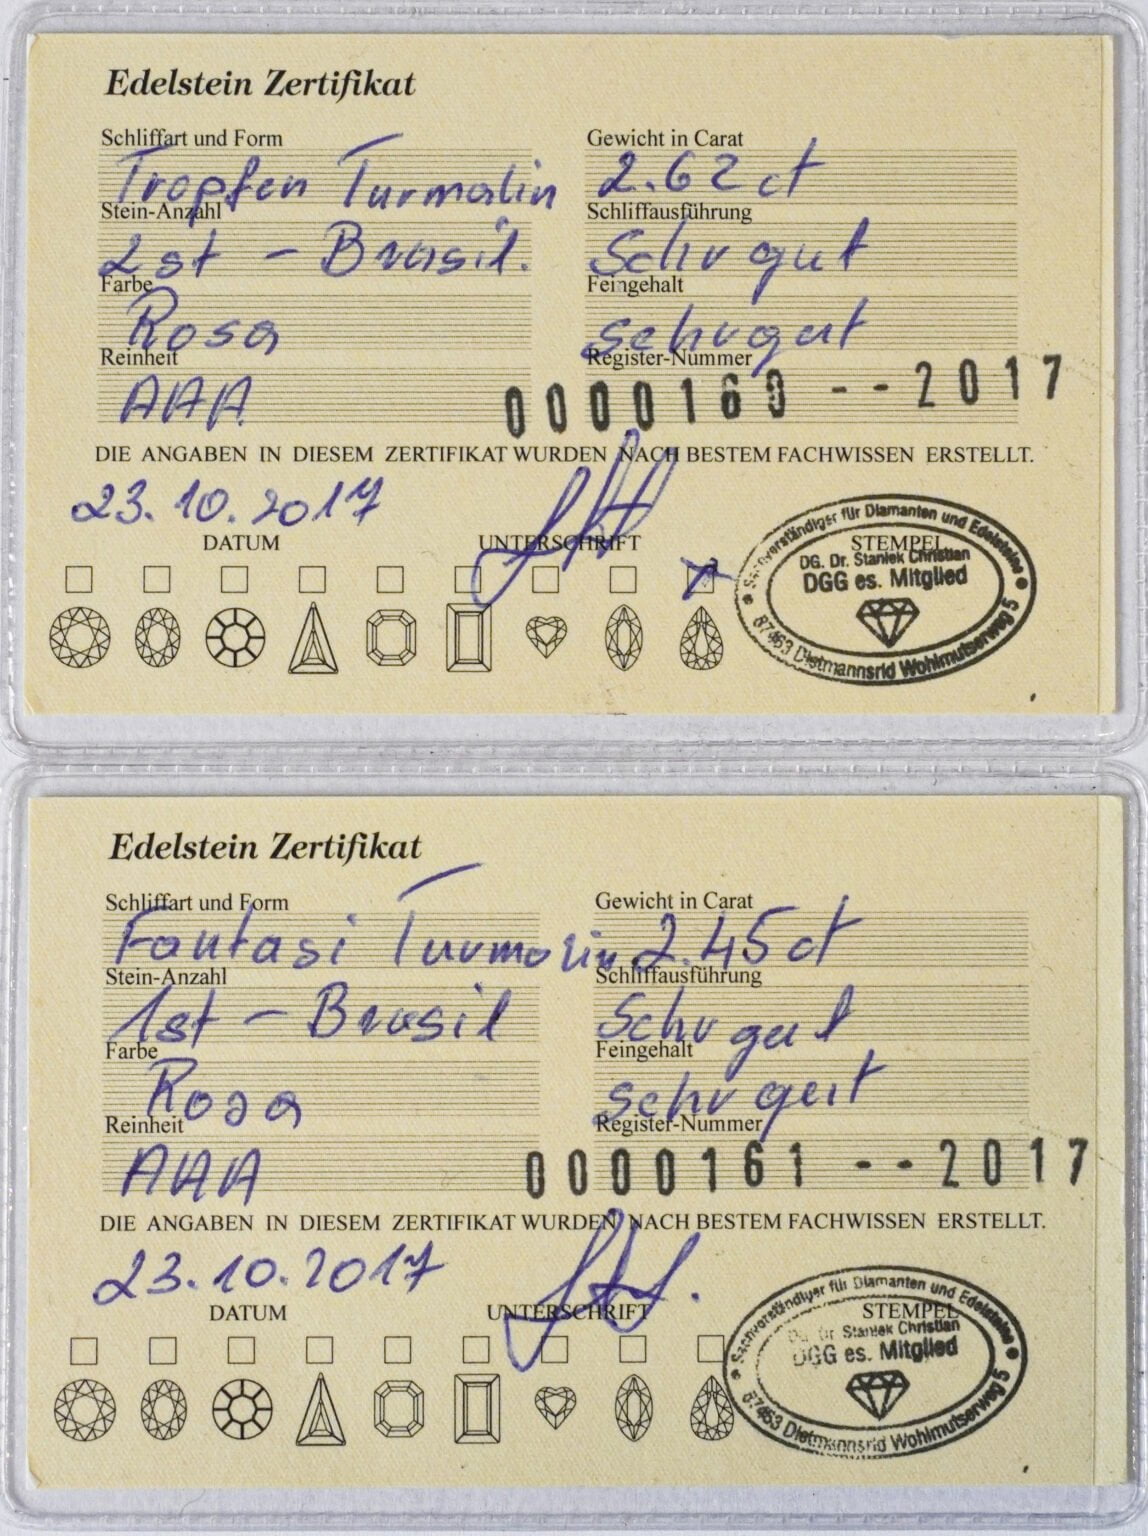 Edelstein Zertifikat
Schliffart und Form
Gewicht in Carat
Tropfen Turmalin
2.62 ct
Stein-Anzahl
Schliffausführung
2st - Brasil.
Sehr gut
Farbe
Feingehalt
Rosa
sehr gut
Reinheit
Register-Nummer
AAA
0000160 -- 2017
DIE ANGABEN IN DIESEM ZERTIFIKAT WURDEN NACH BESTEM FACHWISSEN ERSTELLT.
23.10.2017
DATUM
UNTERSCHRIFT
STEMPEL
Sachverständiger für Diamanten und Edelsteine
DG. Dr. Staniek Christian
DGG es. Mitglied
87463 Dietmannsrid Wohlmutserweg 5
Edelstein Zertifikat
Schliffart und Form
Gewicht in Carat
Fantasi Turmalin
2.45 ct
Stein-Anzahl
Schliffausführung
1st - Brasil
Sehr gut
Farbe
Feingehalt
Rosa
sehr gut
Reinheit
Register-Nummer
AAA
0000161 -- 2017
DIE ANGABEN IN DIESEM ZERTIFIKAT WURDEN NACH BESTEM FACHWISSEN ERSTELLT.
23.10.2017
DATUM
UNTERSCHRIFT
STEMPEL
Sachverständiger für Diamanten und Edelsteine
DG. Dr. Staniek Christian
DGG es. Mitglied
87463 Dietmannsrid Wohlmutserweg 5